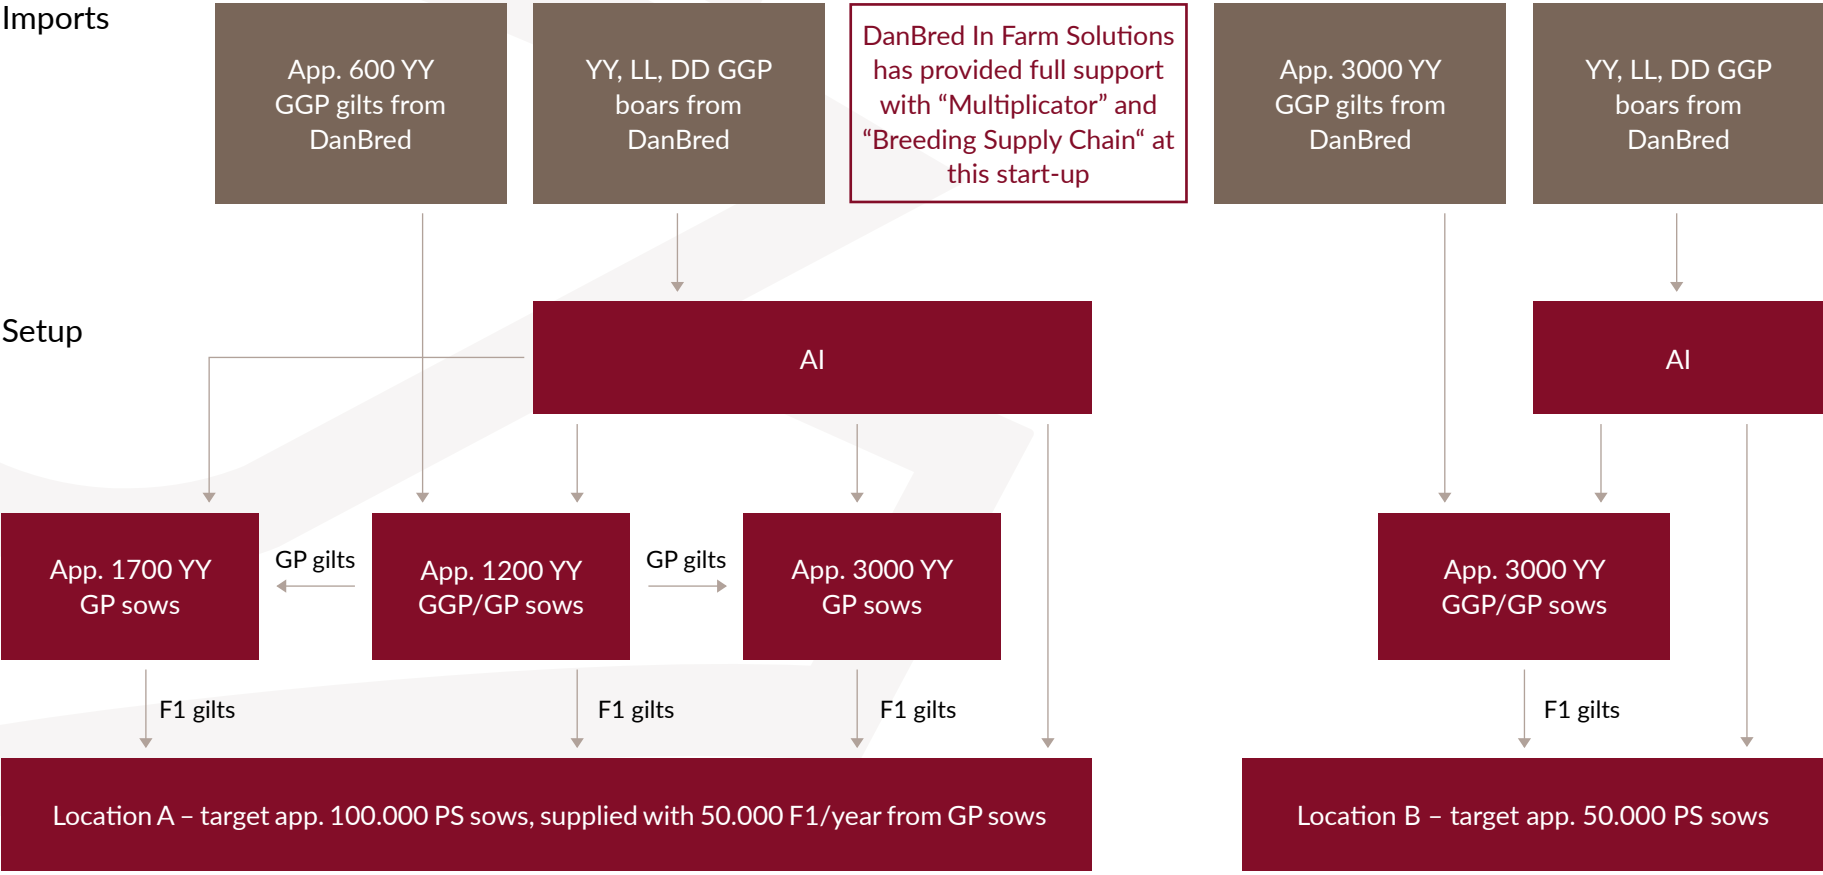 Imports
App. 600 YY
GGP gilts from
DanBred
YY, LL, DD GGP
boars from
DanBred
DanBred In Farm Solutions
has provided full support
with “Multiplicator” and
“Breeding Supply Chain“ at
this start-up
App. 3000 YY
GGP gilts from
DanBred
YY, LL, DD GGP
boars from
DanBred
Setup
AI
AI
App. 1700 YY
GP sows
GP gilts
App. 1200 YY
GGP/GP sows
GP gilts
App. 3000 YY
GP sows
App. 3000 YY
GGP/GP sows
F1 gilts
F1 gilts
F1 gilts
F1 gilts
Location A – target app. 100.000 PS sows, supplied with 50.000 F1/year from GP sows
Location B – target app. 50.000 PS sows